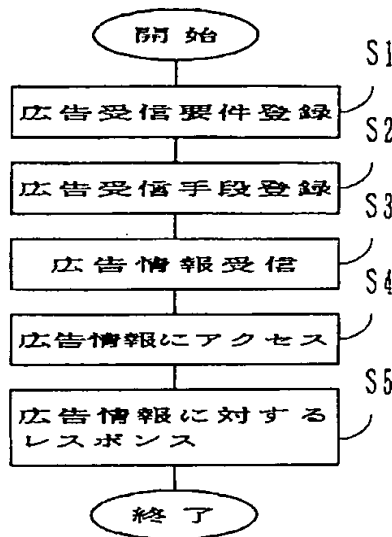 開始
S1
広告受信要件登録
S2
広告受信手段登録
S3
広告情報受信
S4
広告情報にアクセス
S5
広告情報に対する
レスポンス
終了